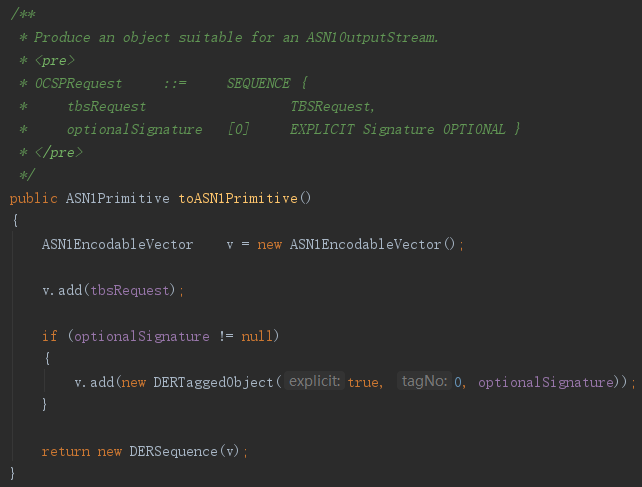 /**
 * Produce an object suitable for an ASN1OutputStream.
 * <pre>
 * OCSPRequest     ::=     SEQUENCE {
 *     tbsRequest                  TBSRequest,
 *     optionalSignature   [0]     EXPLICIT Signature OPTIONAL }
 * </pre>
 */
public ASN1Primitive toASN1Primitive()
{
    ASN1EncodableVector    v = new ASN1EncodableVector();
    v.add(tbsRequest);
    if (optionalSignature != null)
    {
        v.add(new DERTaggedObject( explicit: true,  tagNo: 0, optionalSignature));
    }
    return new DERSequence(v);
}